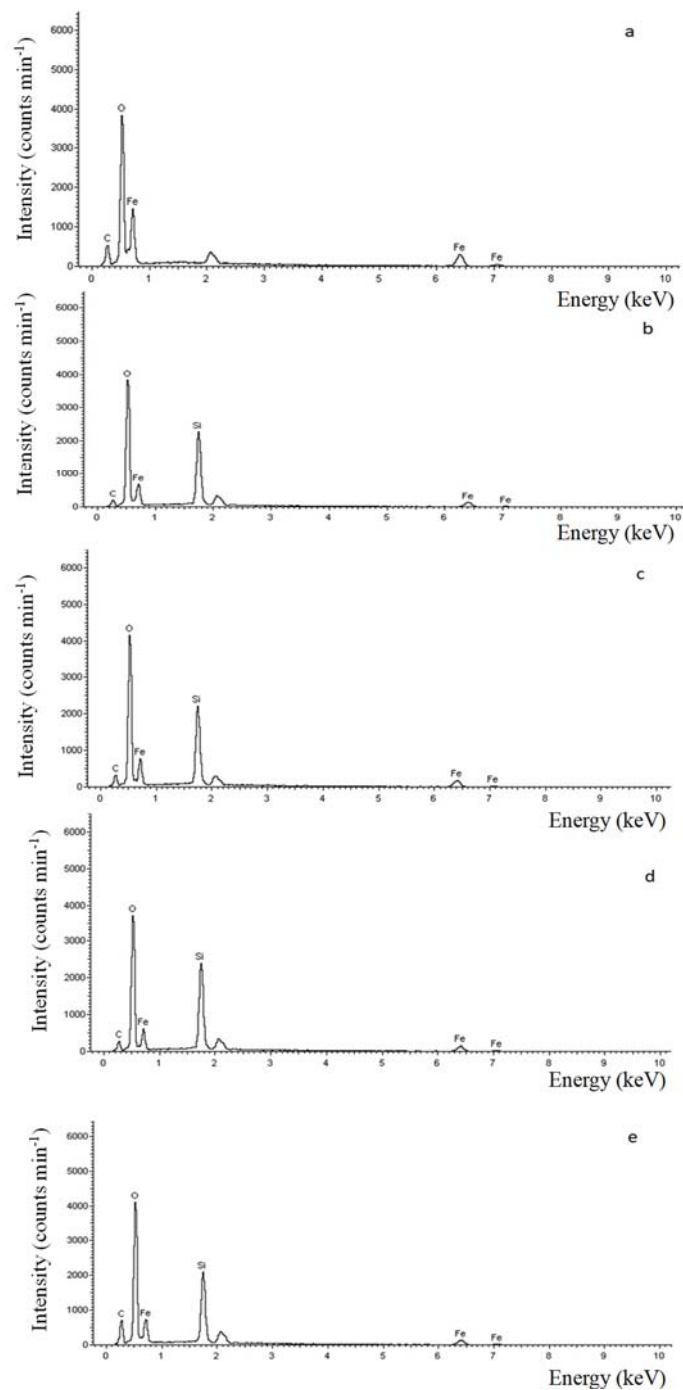 a
Intensity (counts min⁻¹)
6000
5000
4000
3000
2000
1000
0
O
Fe
C
Fe
Fe
0 1 2 3 4 5 6 7 8 9 10
Energy (keV)
b
Intensity (counts min⁻¹)
6000
5000
4000
3000
2000
1000
0
O
Si
Fe
C
Fe
Fe
0 1 2 3 4 5 6 7 8 9 10
Energy (keV)
c
Intensity (counts min⁻¹)
6000
5000
4000
3000
2000
1000
0
O
Si
Fe
C
Fe
Fe
0 1 2 3 4 5 6 7 8 9 10
Energy (keV)
d
Intensity (counts min⁻¹)
6000
5000
4000
3000
2000
1000
0
O
Si
Fe
C
Fe
Fe
0 1 2 3 4 5 6 7 8 9 10
Energy (keV)
e
Intensity (counts min⁻¹)
6000
5000
4000
3000
2000
1000
0
O
Si
C
Fe
Fe
Fe
0 1 2 3 4 5 6 7 8 9 10
Energy (keV)